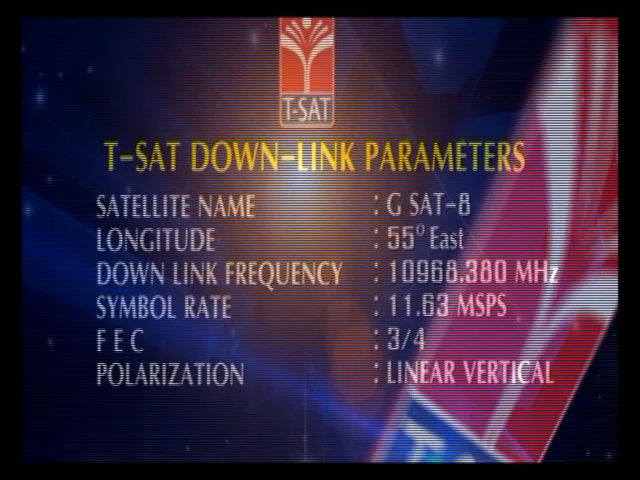 T-SAT
T-SAT DOWN-LINK PARAMETERS
SATELLITE NAME : G SAT-8
LONGITUDE : 55° East
DOWN LINK FREQUENCY : 10968.380 MHz
SYMBOL RATE : 11.63 MSPS
F E C : 3/4
POLARIZATION : LINEAR VERTICAL